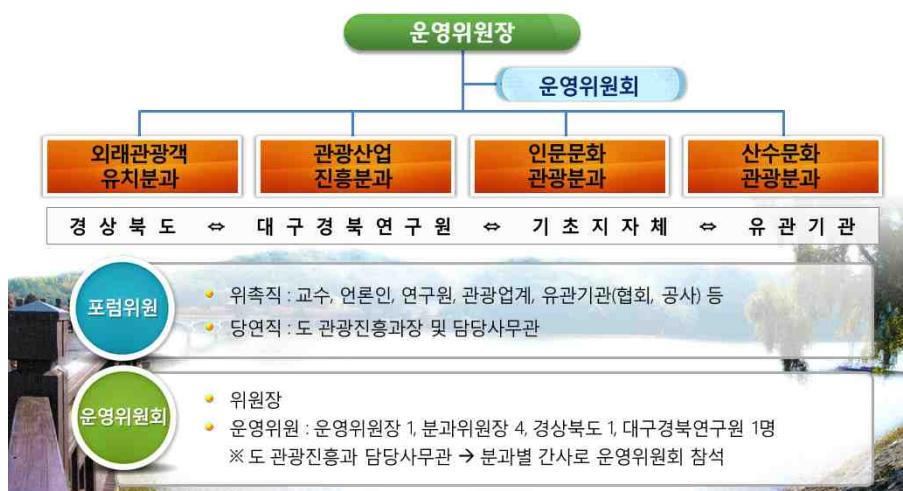 운영위원장
운영위원회
외래관광객
유치분과
관광산업
진흥분과
인문문화
관광분과
산수문화
관광분과
경상북도 ⇔ 대구경북연구원 ⇔ 기초지자체 ⇔ 유관기관
포럼위원
위촉직 : 교수, 언론인, 연구원, 관광업계, 유관기관(협회, 공사) 등
당연직 : 도 관광진흥과장 및 담당사무관
운영위원회
위원장
운영위원 : 운영위원장 1, 분과위원장 4, 경상북도 1, 대구경북연구원 1명
※ 도 관광진흥과 담당사무관 → 분과별 간사로 운영위원회 참석